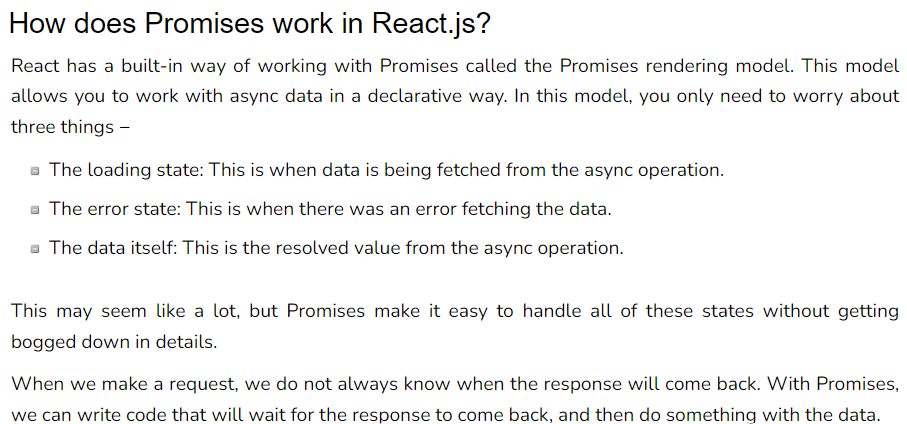 How does Promises work in React.js?
React has a built-in way of working with Promises called the Promises rendering model. This model
allows you to work with async data in a declarative way. In this model, you only need to worry about
three things –
The loading state: This is when data is being fetched from the async operation.
The error state: This is when there was an error fetching the data.
The data itself: This is the resolved value from the async operation.
This may seem like a lot, but Promises make it easy to handle all of these states without getting
bogged down in details.
When we make a request, we do not always know when the response will come back. With Promises,
we can write code that will wait for the response to come back, and then do something with the data.